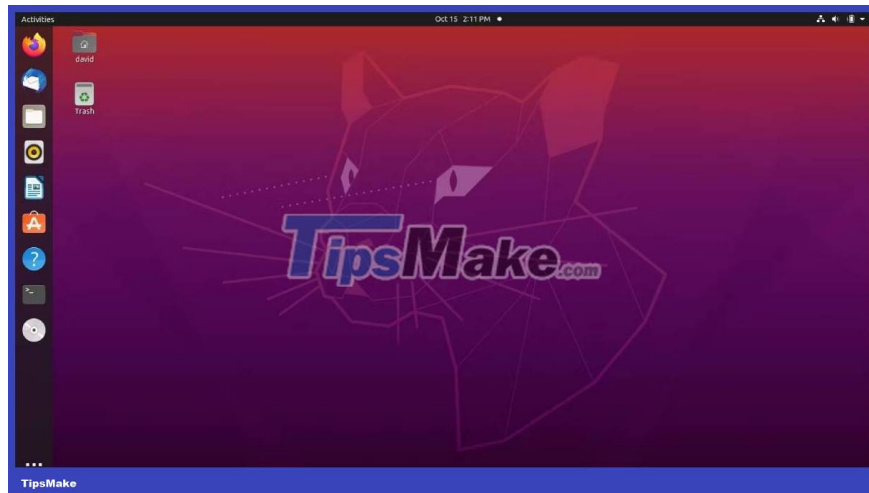 Activities
Oct 15 2:11 PM
david
Trash
TipsMake.com
TipsMake